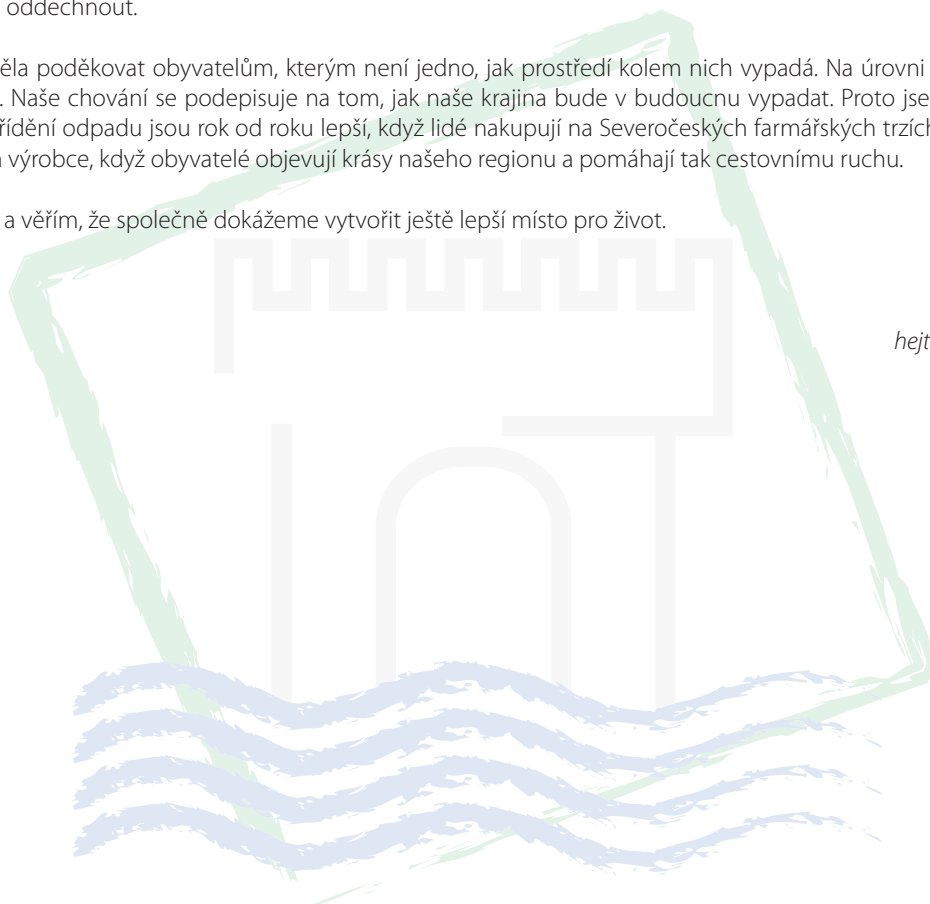 oddechnout.
ěla poděkovat obyvatelům, kterým není jedno, jak prostředí kolem nich vypadá. Na úrovni
. Naše chování se podepisuje na tom, jak naše krajina bude v budoucnu vypadat. Proto jse
řídění odpadu jsou rok od roku lepší, když lidé nakupují na Severočeských farmářských trzích
výrobce, když obyvatelé objevují krásy našeho regionu a pomáhají tak cestovnímu ruchu.
a věřím, že společně dokážeme vytvořit ještě lepší místo pro život.
hejt